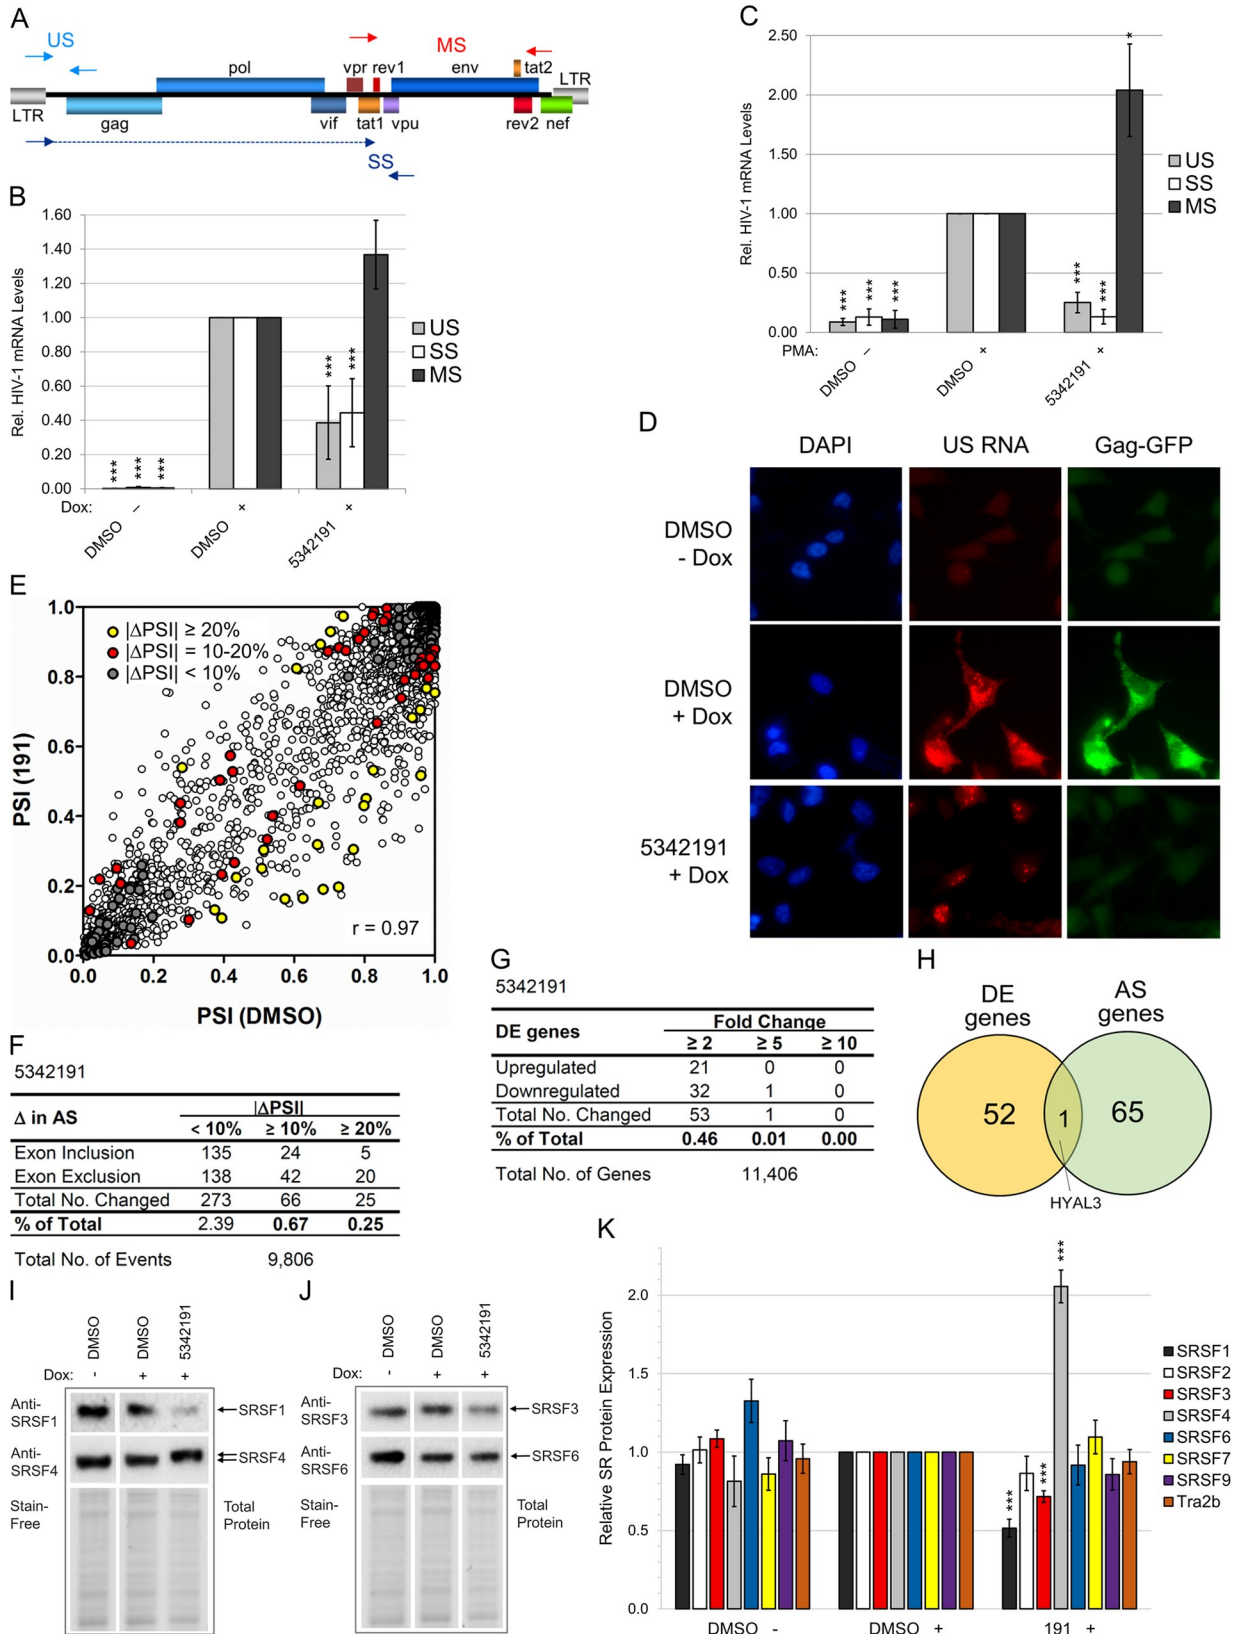 A
US
MS
pol
vpr
rev1
env
tat2
LTR
LTR
gag
vif
tat1
vpu
rev2
nef
SS
B
Rel. HIV-1 mRNA Levels
1.60
1.40
1.20
1.00
0.80
0.60
0.40
0.20
0.00
***
***
***
***
***
US
SS
MS
Dox:
DMSO –
DMSO +
5342191 +
C
Rel. HIV-1 mRNA Levels
2.50
2.00
1.50
1.00
0.50
0.00
***
***
***
***
***
*
US
SS
MS
PMA:
DMSO –
DMSO +
5342191 +
D
DAPI
US RNA
Gag-GFP
DMSO
- Dox
DMSO
+ Dox
5342191
+ Dox
E
PSI (191)
1.0
0.8
0.6
0.4
0.2
0.0
|ΔPSI| ≥ 20%
|ΔPSI| = 10-20%
|ΔPSI| < 10%
r = 0.97
0.0 0.2 0.4 0.6 0.8 1.0
PSI (DMSO)
F
5342191
Δ in AS |ΔPSI|
< 10% ≥ 10% ≥ 20%
Exon Inclusion 135 24 5
Exon Exclusion 138 42 20
Total No. Changed 273 66 25
% of Total 2.39 0.67 0.25
Total No. of Events 9,806
G
5342191
DE genes Fold Change
≥ 2 ≥ 5 ≥ 10
Upregulated 21 0 0
Downregulated 32 1 0
Total No. Changed 53 1 0
% of Total 0.46 0.01 0.00
Total No. of Genes 11,406
H
DE
genes
AS
genes
52
1
65
HYAL3
I
DMSO
DMSO
5342191
Dox: - + +
Anti-
SRSF1
SRSF1
Anti-
SRSF4
SRSF4
Stain-
Free
Total
Protein
J
DMSO
DMSO
5342191
Dox: - + +
Anti-
SRSF3
SRSF3
Anti-
SRSF6
SRSF6
Stain-
Free
Total
Protein
K
Relative SR Protein Expression
2.0
1.5
1.0
0.5
0.0
***
***
***
SRSF1
SRSF2
SRSF3
SRSF4
SRSF6
SRSF7
SRSF9
Tra2b
DMSO -
DMSO +
191 +